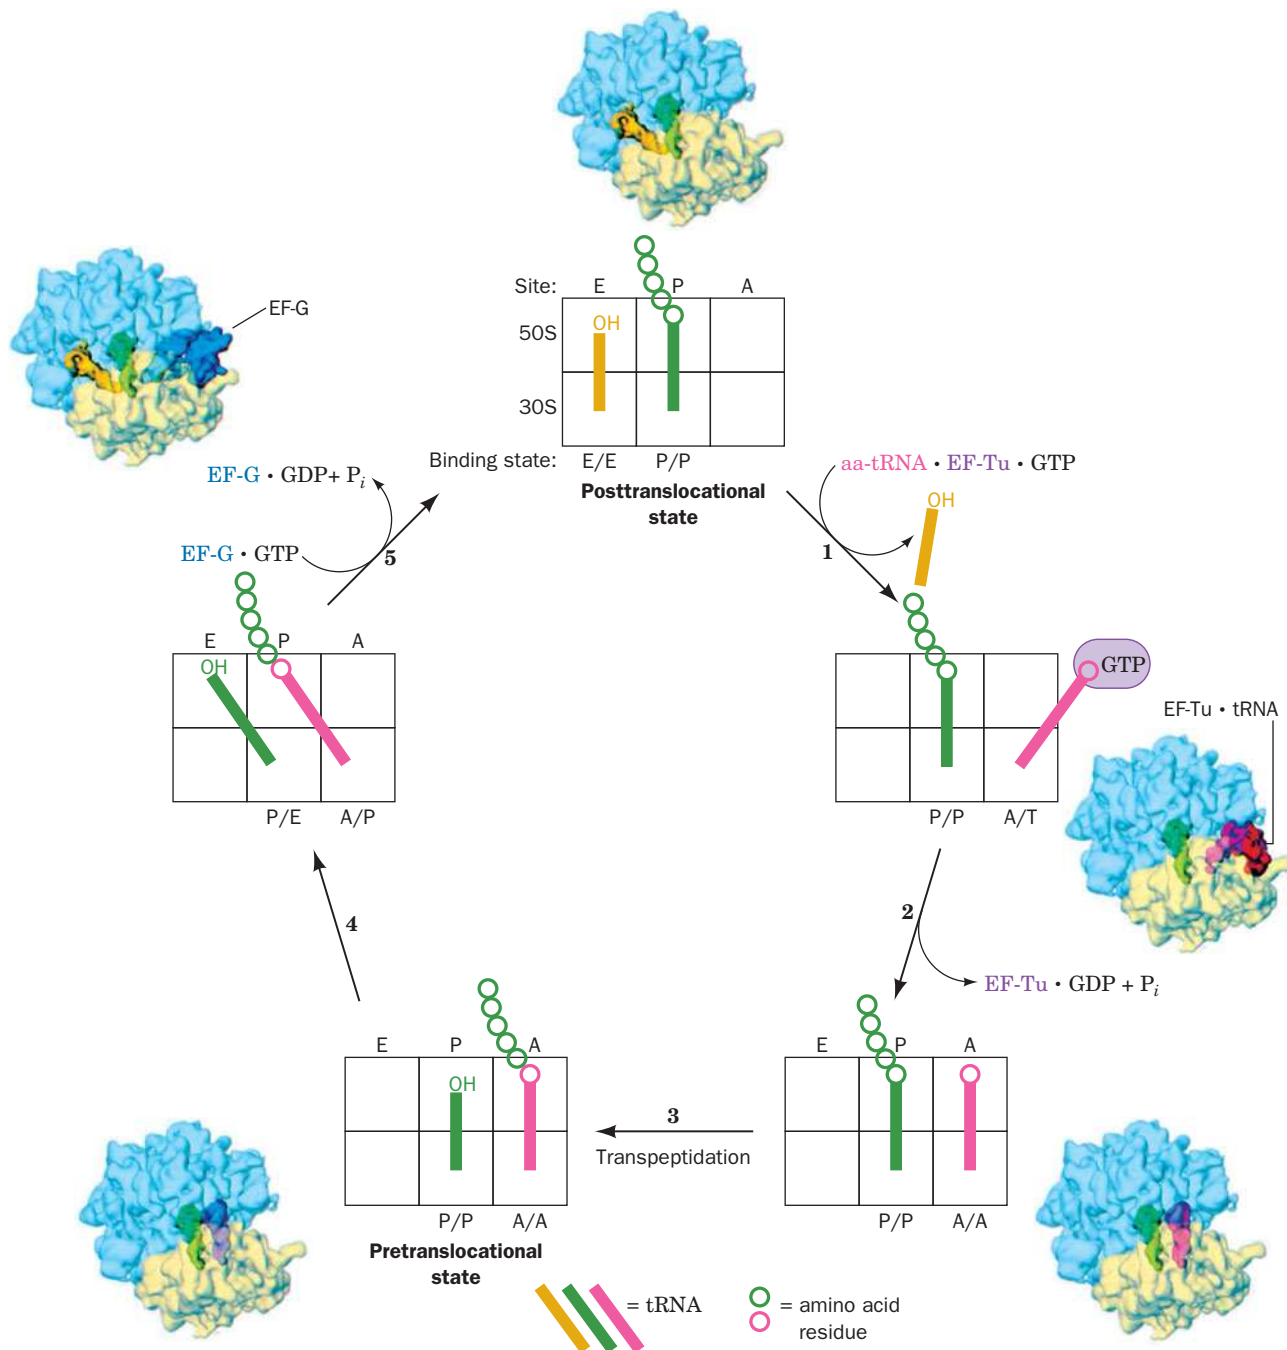 EF-G
Site: E P A
OH
50S
30S
Binding state: E/E P/P
Posttranslocational
state
EF-G · GDP+ Pi
EF-G · GTP
5
aa-tRNA · EF-Tu · GTP
OH
1
E P A
OH
P/E A/P
GTP
P/P A/T
EF-Tu · tRNA
4
2
EF-Tu · GDP + Pi
E P A
OH
P/P A/A
Pretranslocational
state
3
Transpeptidation
E P A
P/P A/A
= tRNA
= amino acid
residue